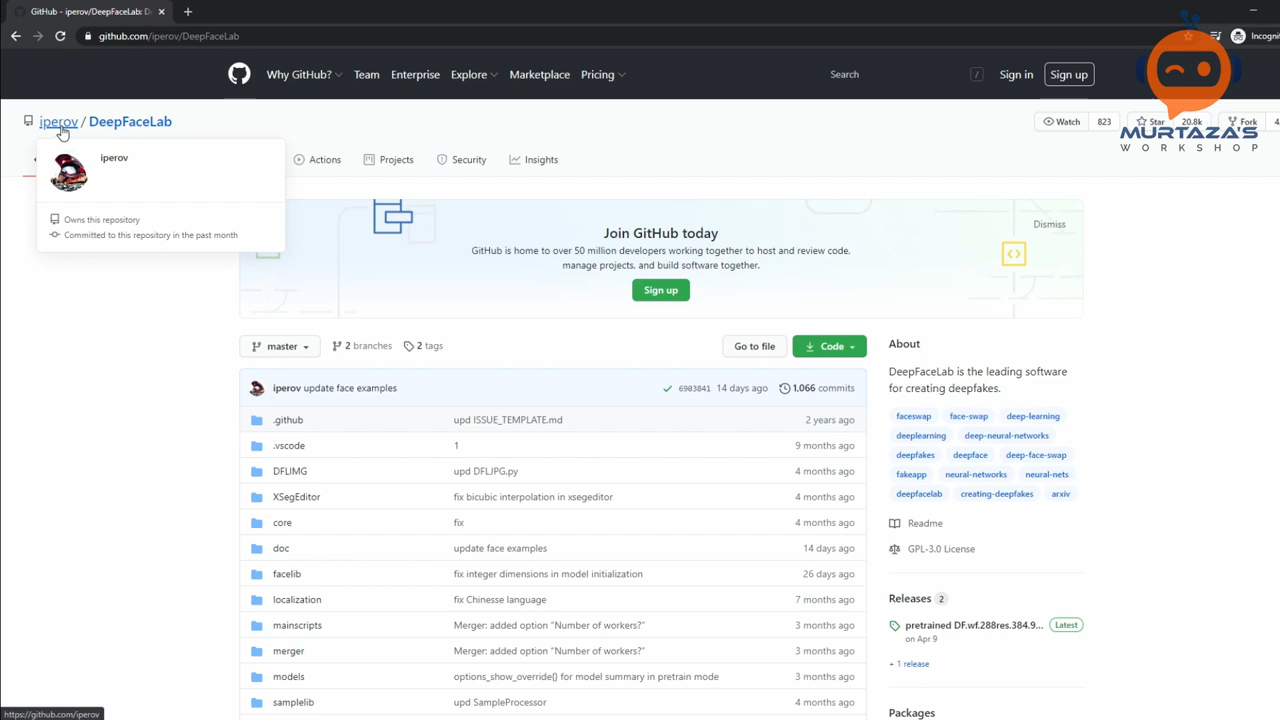 GitHub - iperov/DeepFaceLab: D
github.com/iperov/DeepFaceLab
Incogni
Why GitHub? Team Enterprise Explore Marketplace Pricing Search / Sign in Sign up
iperov / DeepFaceLab
Watch 823 Star 20.8k Fork 4.
MURTAZA'S
WORKSHOP
iperov
Owns this repository
Committed to this repository in the past month
Actions Projects Security Insights
Join GitHub today
Dismiss
GitHub is home to over 50 million developers working together to host and review code,
manage projects, and build software together.
Sign up
master 2 branches 2 tags Go to file Code
iperov update face examples 6983841 14 days ago 1,066 commits
.github upd ISSUE_TEMPLATE.md 2 years ago
.vscode 1 9 months ago
DFLIMG upd DFLJPG.py 4 months ago
XSegEditor fix bicubic interpolation in xsegeditor 4 months ago
core fix 4 months ago
doc update face examples 14 days ago
facelib fix integer dimensions in model initialization 26 days ago
localization fix Chinese language 7 months ago
mainscripts Merger: added option "Number of workers?" 3 months ago
merger Merger: added option "Number of workers?" 3 months ago
models options_show_override() for model summary in pretrain mode 4 months ago
samplelib upd SampleProcessor 4 months ago
About
DeepFaceLab is the leading software
for creating deepfakes.
faceswap face-swap deep-learning
deeplearning deep-neural-networks
deepfakes deepface deep-face-swap
fakeapp neural-networks neural-nets
deepfacelab creating-deepfakes arxiv
Readme
GPL-3.0 License
Releases 2
pretrained DF.wf.288res.384.9... Latest
on Apr 9
+ 1 release
Packages
https://github.com/iperov